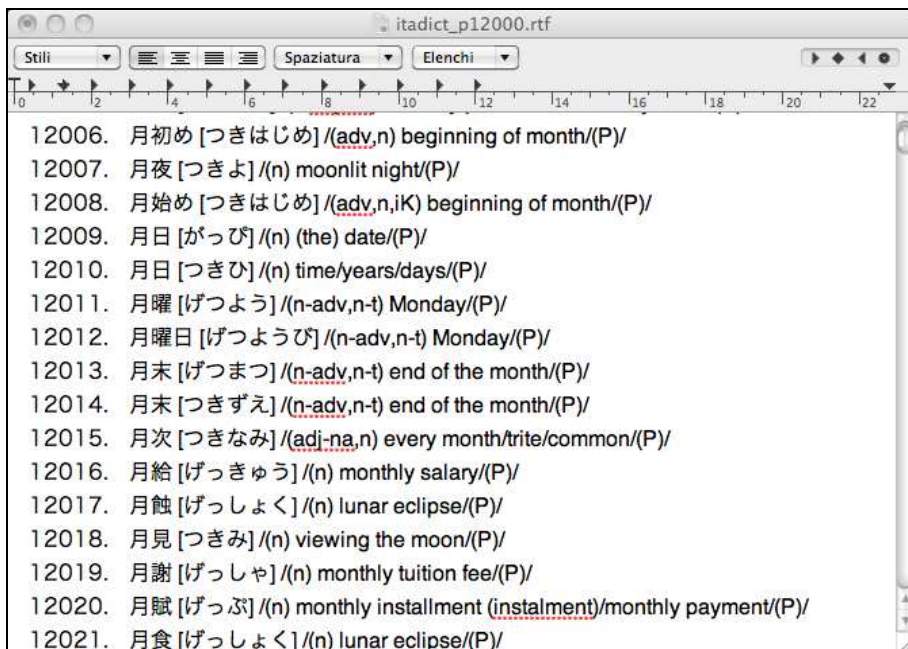 itadict_p12000.rtf
Stili Spaziatura Elenchi
0 2 4 6 8 10 12 14 16 18 20 22
12006. 月初め [つきはじめ] /(adv,n) beginning of month/(P)/
12007. 月夜 [つきよ] /(n) moonlit night/(P)/
12008. 月始め [つきはじめ] /(adv,n,iK) beginning of month/(P)/
12009. 月日 [がっぴ] /(n) (the) date/(P)/
12010. 月日 [つきひ] /(n) time/years/days/(P)/
12011. 月曜 [げつよう] /(n-adv,n-t) Monday/(P)/
12012. 月曜日 [げつようび] /(n-adv,n-t) Monday/(P)/
12013. 月末 [げつまつ] /(n-adv,n-t) end of the month/(P)/
12014. 月末 [つきずえ] /(n-adv,n-t) end of the month/(P)/
12015. 月次 [つきなみ] /(adj-na,n) every month/trite/common/(P)/
12016. 月給 [げっきゅう] /(n) monthly salary/(P)/
12017. 月蝕 [げっしょく] /(n) lunar eclipse/(P)/
12018. 月見 [つきみ] /(n) viewing the moon/(P)/
12019. 月謝 [げっしゃ] /(n) monthly tuition fee/(P)/
12020. 月賦 [げっぷ] /(n) monthly installment (instalment)/monthly payment/(P)/
12021. 月食 [げっしょく] /(n) lunar eclipse/(P)/